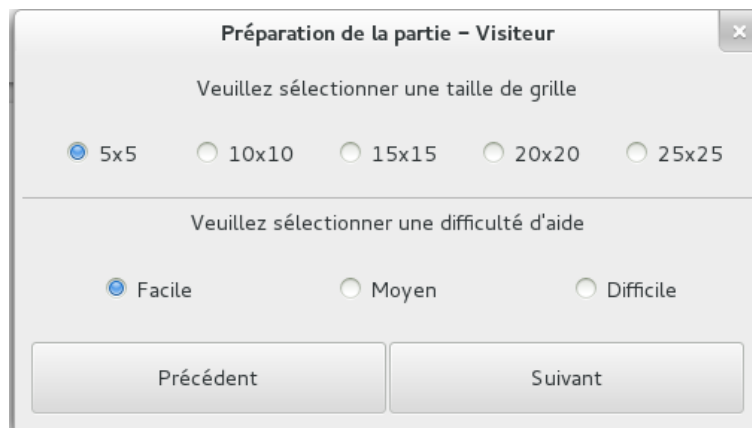 Préparation de la partie – Visiteur
Veuillez sélectionner une taille de grille
5x5 10x10 15x15 20x20 25x25
Veuillez sélectionner une difficulté d'aide
Facile Moyen Difficile
Précédent Suivant